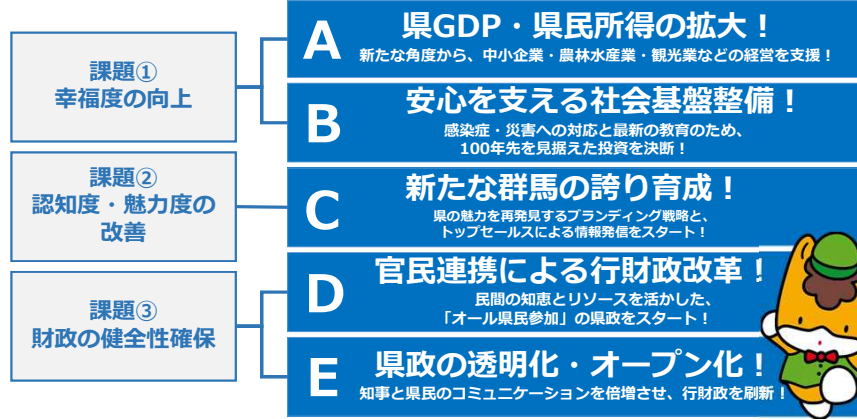 課題①
幸福度の向上
A
県GDP・県民所得の拡大！
新たな角度から、中小企業・農林水産業・観光業などの経営を支援！
B
安心を支える社会基盤整備！
感染症・災害への対応と最新の教育のため、
100年先を見据えた投資を決断！
課題②
認知度・魅力度の
改善
C
新たな群馬の誇り育成！
県の魅力を再発見するブランディング戦略と、
トップセールスによる情報発信をスタート！
課題③
財政の健全性確保
D
官民連携による行財政改革！
民間の知恵とリソースを活かした、
「オール県民参加」の県政をスタート！
E
県政の透明化・オープン化！
知事と県民のコミュニケーションを倍増させ、行財政を刷新！